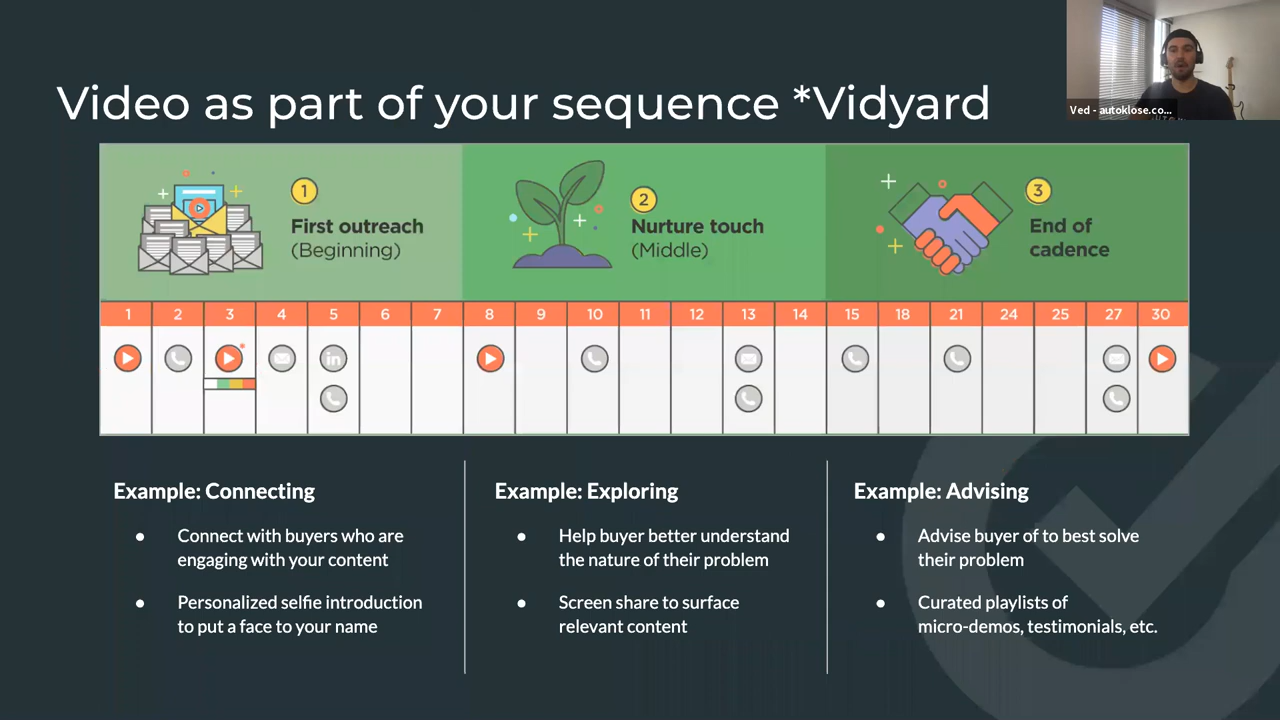 Video as part of your sequence *Vidyard
Ved - autoklose.co...
1
First outreach
(Beginning)
2
Nurture touch
(Middle)
3
End of
cadence
1 2 3 4 5 6 7 8 9 10 11 12 13 14 15 18 21 24 25 27 30
in
Example: Connecting
● Connect with buyers who are
engaging with your content
● Personalized selfie introduction
to put a face to your name
Example: Exploring
● Help buyer better understand
the nature of their problem
● Screen share to surface
relevant content
Example: Advising
● Advise buyer of to best solve
their problem
● Curated playlists of
micro-demos, testimonials, etc.